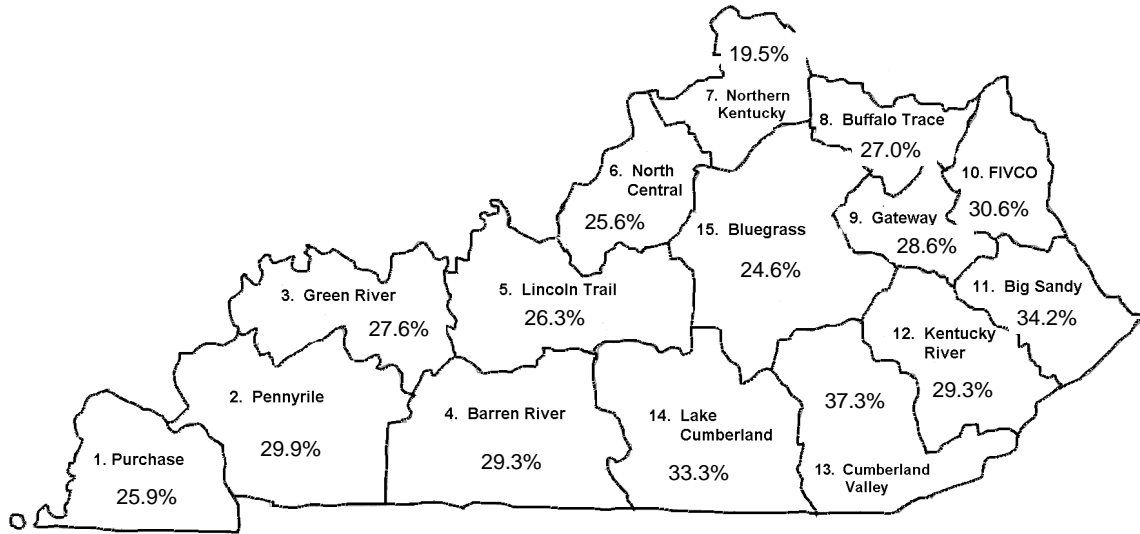 19.5%
7. Northern
Kentucky
8. Buffalo Trace
27.0%
6. North
Central
25.6%
10. FIVCO
30.6%
9. Gateway
28.6%
15. Bluegrass
24.6%
3. Green River
27.6%
5. Lincoln Trail
26.3%
11. Big Sandy
34.2%
12. Kentucky
River
29.3%
2. Pennyrile
29.9%
4. Barren River
29.3%
14. Lake
Cumberland
33.3%
37.3%
13. Cumberland
Valley
1. Purchase
25.9%